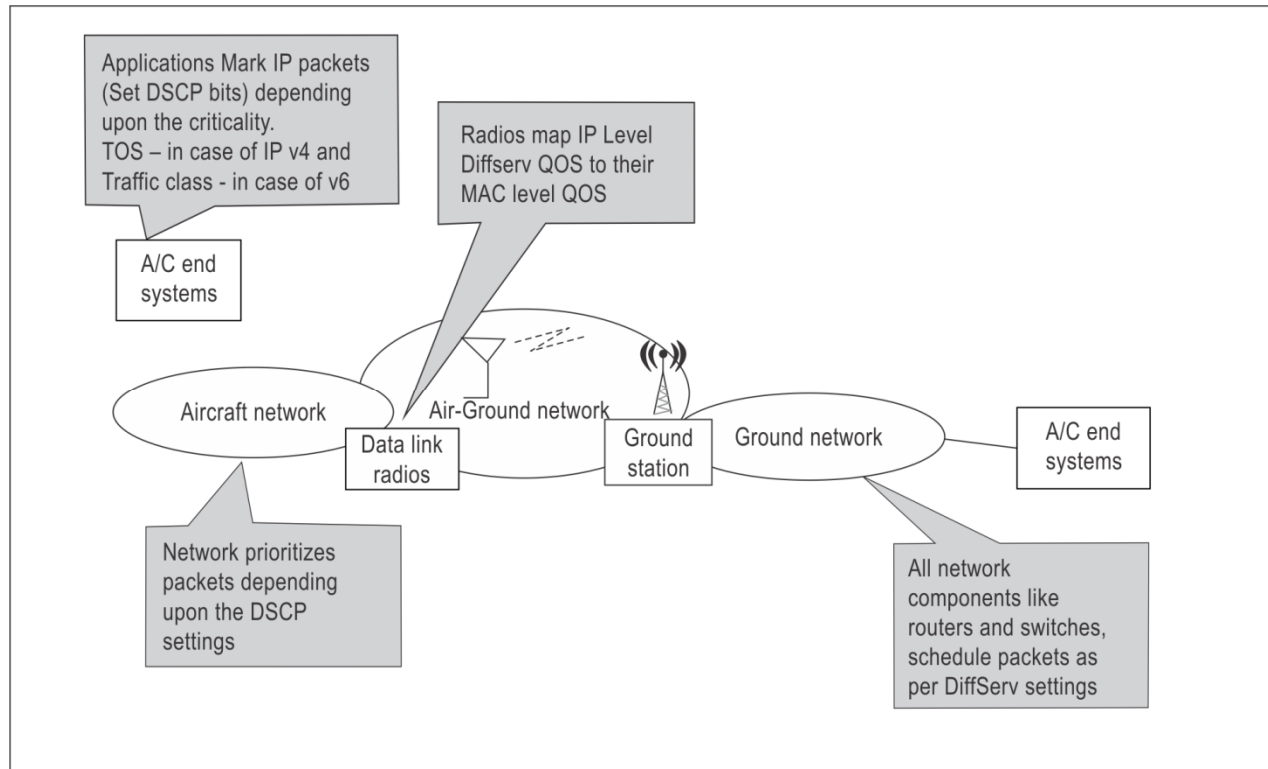 Applications Mark IP packets
(Set DSCP bits) depending
upon the criticality.
TOS – in case of IP v4 and
Traffic class - in case of v6
Radios map IP Level
Diffserv QOS to their
MAC level QOS
A/C end
systems
Aircraft network
Air-Ground network
Data link
radios
Ground
station
Ground network
A/C end
systems
Network prioritizes
packets depending
upon the DSCP
settings
All network
components like
routers and switches,
schedule packets as
per DiffServ settings